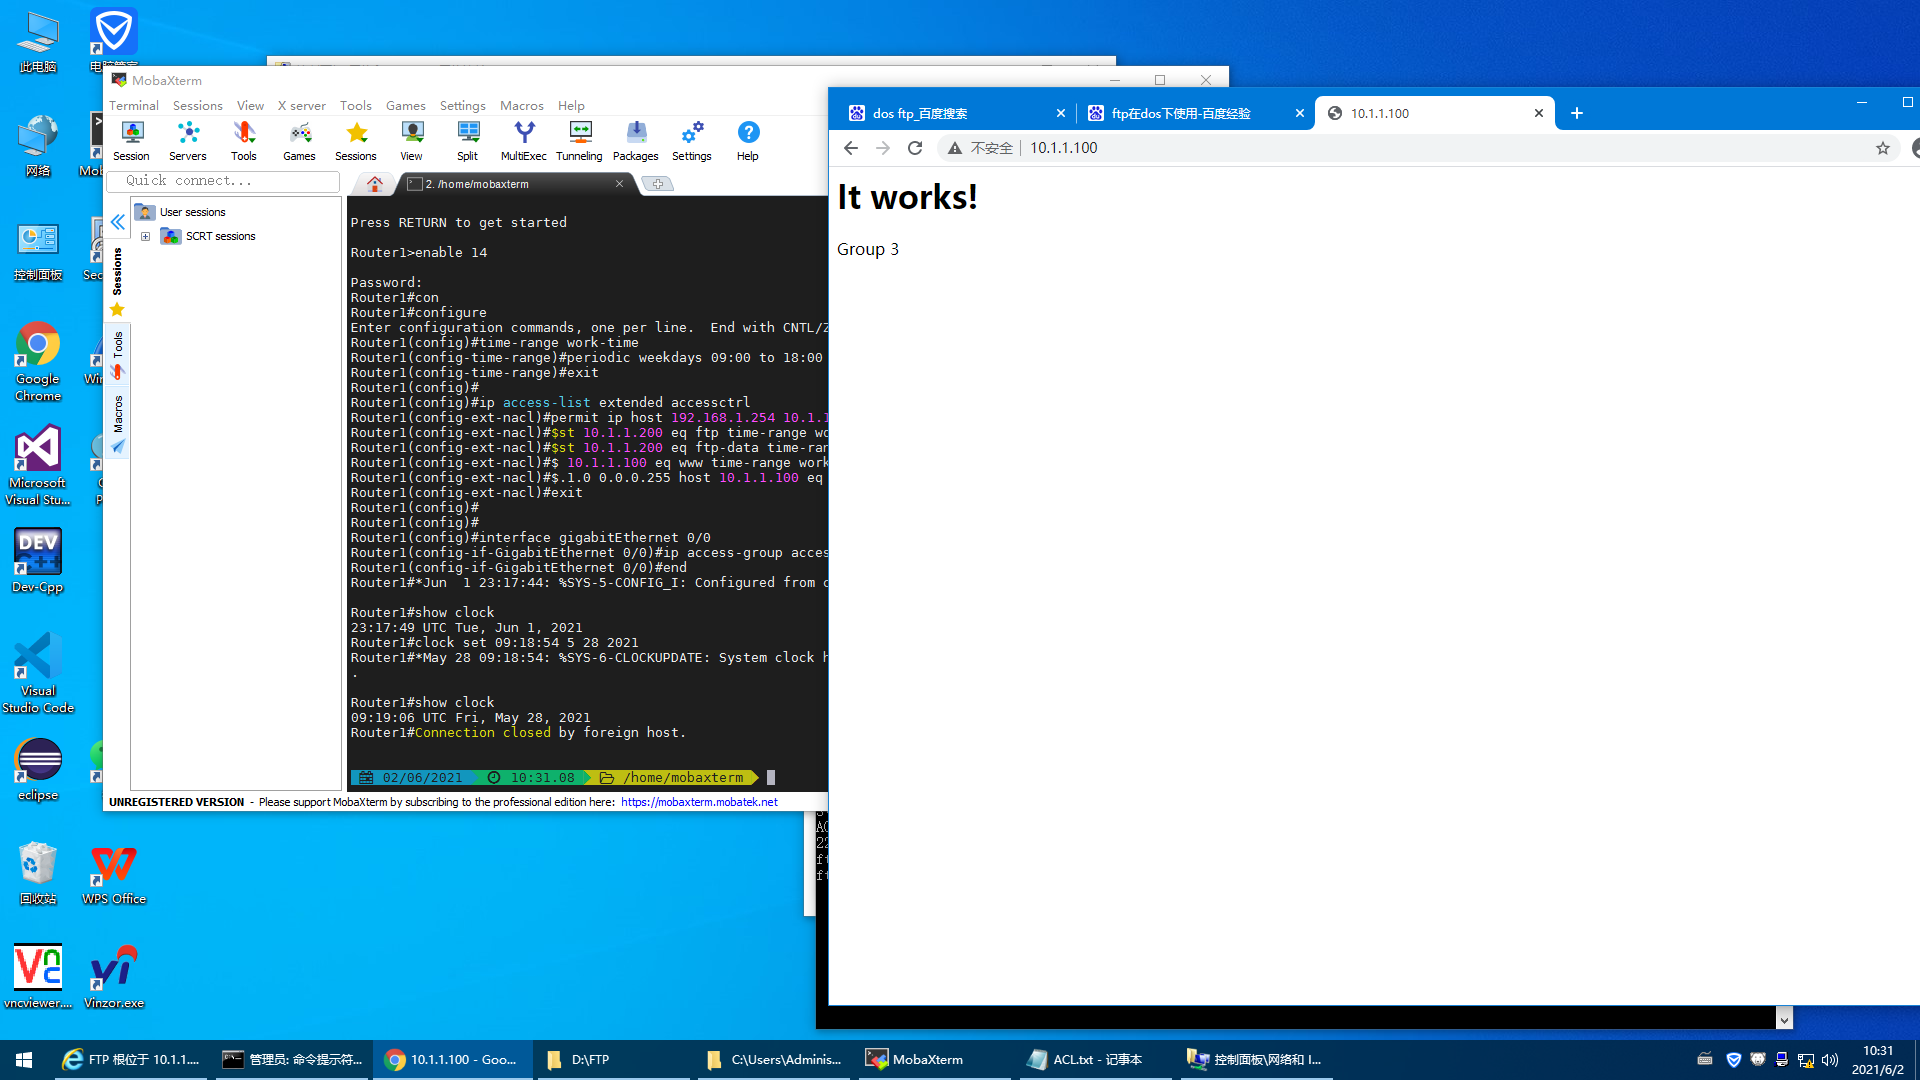 此电脑
网络
控制面板
Google
Chrome
Microsoft
Visual Stu...
Dev-Cpp
Visual
Studio Code
eclipse
回收站
WPS Office
vncviewer....
Vinzor.exe
MobaXterm
Terminal Sessions View X server Tools Games Settings Macros Help
Session Servers Tools Games Sessions View Split MultiExec Tunneling Packages Settings Help
Quick connect...
2. /home/mobaxterm
User sessions
SCRT sessions
Sessions
Tools
Macros
Press RETURN to get started
Router1>enable 14
Password:
Router1#con
Router1#configure
Enter configuration commands, one per line.  End with CNTL/Z
Router1(config)#time-range work-time
Router1(config-time-range)#periodic weekdays 09:00 to 18:00
Router1(config-time-range)#exit
Router1(config)#
Router1(config)#ip access-list extended accessctrl
Router1(config-ext-nacl)#permit ip host 192.168.1.254 10.1.1
Router1(config-ext-nacl)#$st 10.1.1.200 eq ftp time-range wo
Router1(config-ext-nacl)#$st 10.1.1.200 eq ftp-data time-ran
Router1(config-ext-nacl)#$ 10.1.1.100 eq www time-range work
Router1(config-ext-nacl)#$.1.0 0.0.0.255 host 10.1.1.100 eq
Router1(config-ext-nacl)#exit
Router1(config)#
Router1(config)#
Router1(config)#interface gigabitEthernet 0/0
Router1(config-if-GigabitEthernet 0/0)#ip access-group acces
Router1(config-if-GigabitEthernet 0/0)#end
Router1#*Jun  1 23:17:44: %SYS-5-CONFIG_I: Configured from c
Router1#show clock
23:17:49 UTC Tue, Jun 1, 2021
Router1#clock set 09:18:54 5 28 2021
Router1#*May 28 09:18:54: %SYS-6-CLOCKUPDATE: System clock h
.
Router1#show clock
09:19:06 UTC Fri, May 28, 2021
Router1#Connection closed by foreign host.
02/06/2021 10:31.08 /home/mobaxterm
UNREGISTERED VERSION - Please support MobaXterm by subscribing to the professional edition here: https://mobaxterm.mobatek.net
dos ftp_百度搜索
ftp在dos下使用-百度经验
10.1.1.100
不安全 10.1.1.100
It works!
Group 3
FTP 根位于 10.1.1....
管理员: 命令提示符...
10.1.1.100 - Goo...
D:\FTP
C:\Users\Adminis...
MobaXterm
ACL.txt - 记事本
控制面板\网络和 I...
10:31
2021/6/2